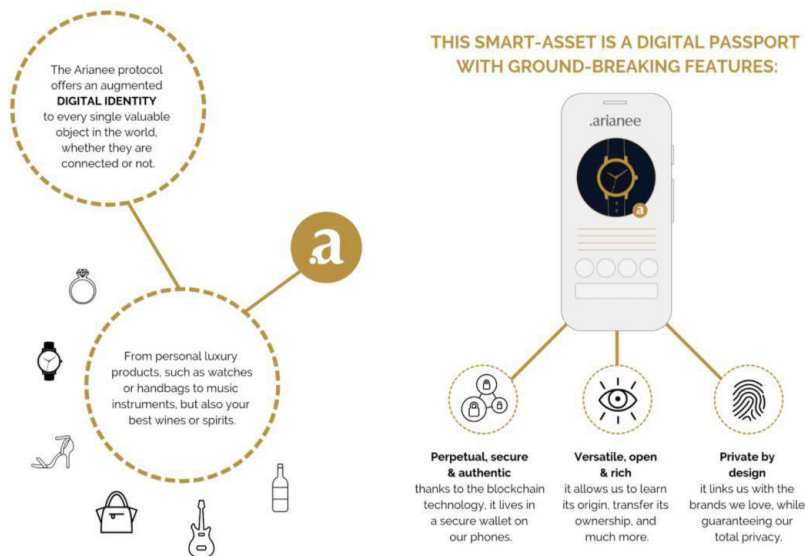 The Arianee protocol
offers an augmented
DIGITAL IDENTITY
to every single valuable
object in the world,
whether they are
connected or not.
.a
From personal luxury
products, such as watches
or handbags to music
instruments, but also your
best wines or spirits.
THIS SMART-ASSET IS A DIGITAL PASSPORT
WITH GROUND-BREAKING FEATURES:
.arianee
a
Perpetual, secure
& authentic
thanks to the blockchain
technology, it lives in
a secure wallet on
our phones.
Versatile, open
& rich
it allows us to learn
its origin, transfer its
ownership, and
much more.
Private by
design
it links us with the
brands we love, while
guaranteeing our
total privacy.